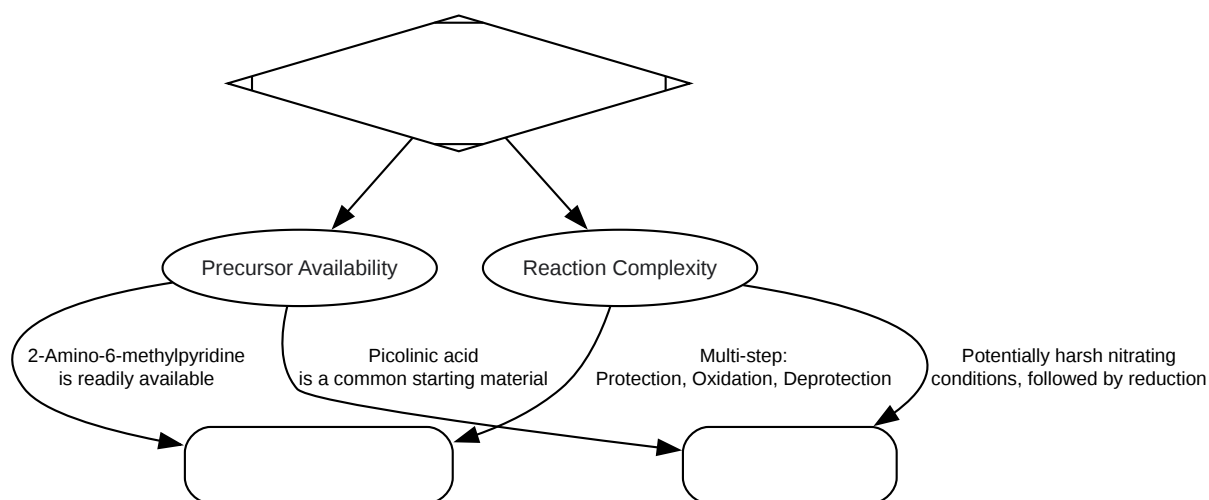 Precursor Availability
Reaction Complexity
2-Amino-6-methylpyridine
is readily available
Picolinic acid
is a common starting material
Multi-step:
Protection, Oxidation, Deprotection
Potentially harsh nitrating
conditions, followed by reduction